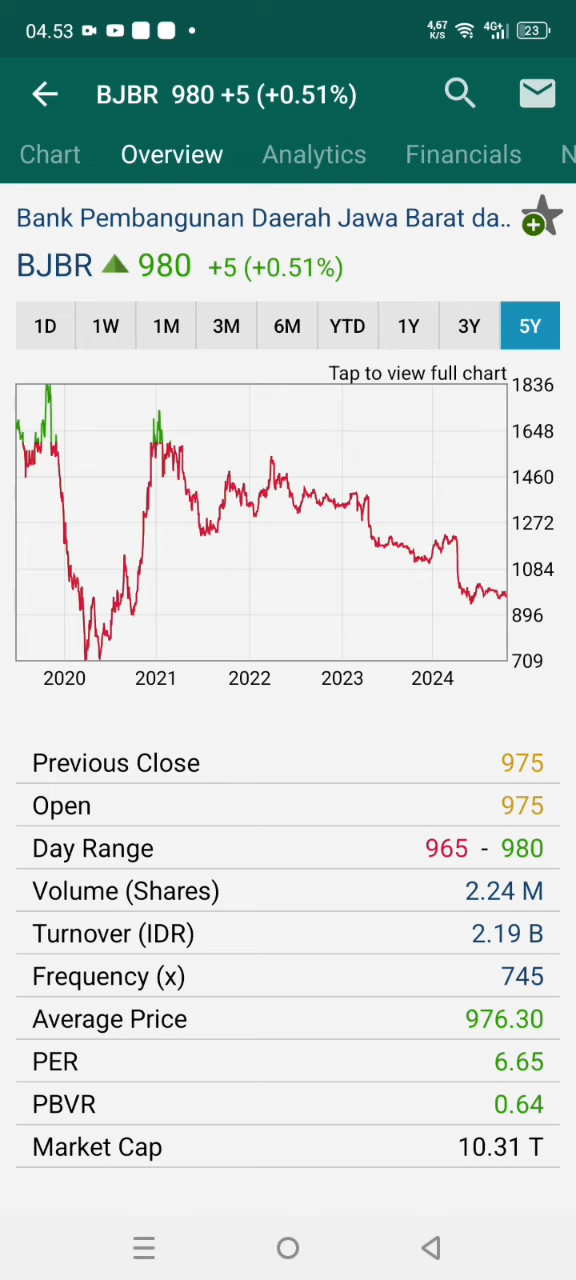 04.53 4,67 K/S 4G+ 23
BJBR 980 +5 (+0.51%)
Chart Overview Analytics Financials N
Bank Pembangunan Daerah Jawa Barat da..
BJBR 980 +5 (+0.51%)
1D 1W 1M 3M 6M YTD 1Y 3Y 5Y
Tap to view full chart
1836
1648
1460
1272
1084
896
709
2020 2021 2022 2023 2024
Previous Close 975
Open 975
Day Range 965 - 980
Volume (Shares) 2.24 M
Turnover (IDR) 2.19 B
Frequency (x) 745
Average Price 976.30
PER 6.65
PBVR 0.64
Market Cap 10.31 T